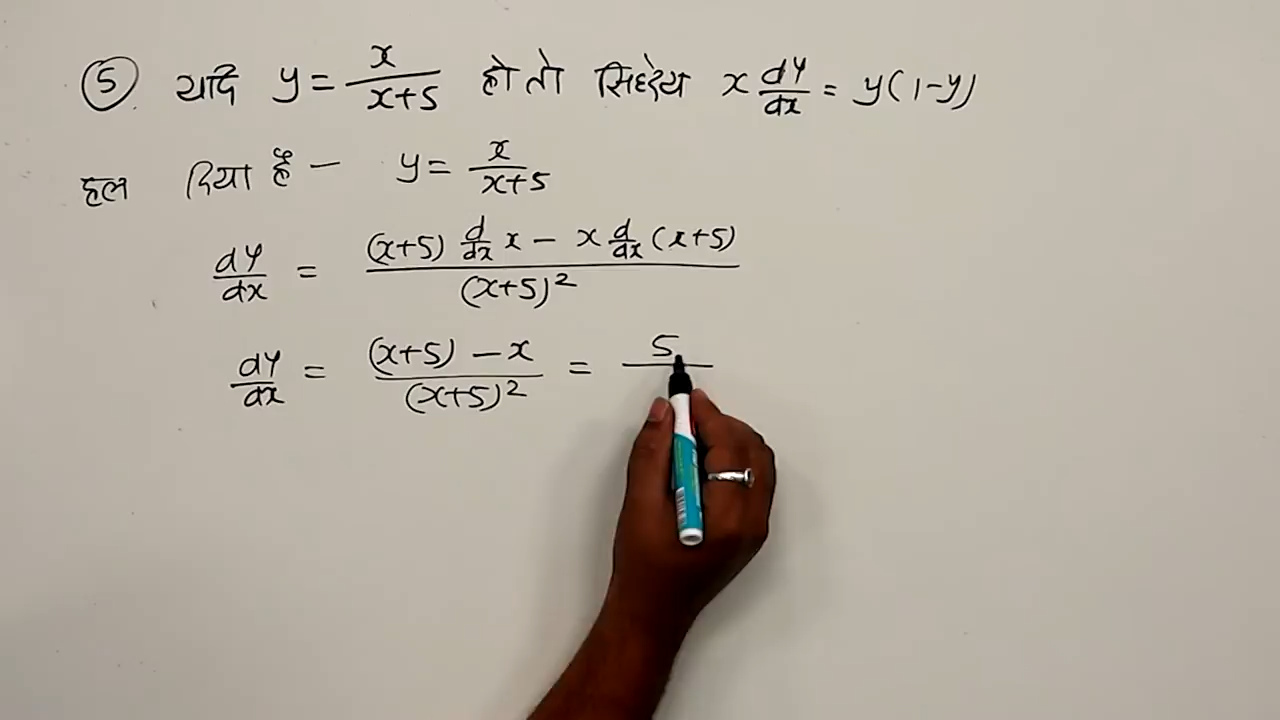 ⑤ यदि y = x/(x+5) हो तो सिद्ध कीजिए x dy/dx = y(1-y)
हल दिया है - y = x/(x+5)
dy/dx = ((x+5) d/dx x - x d/dx (x+5))/(x+5)²
dy/dx = ((x+5) - x)/(x+5)² = 5/